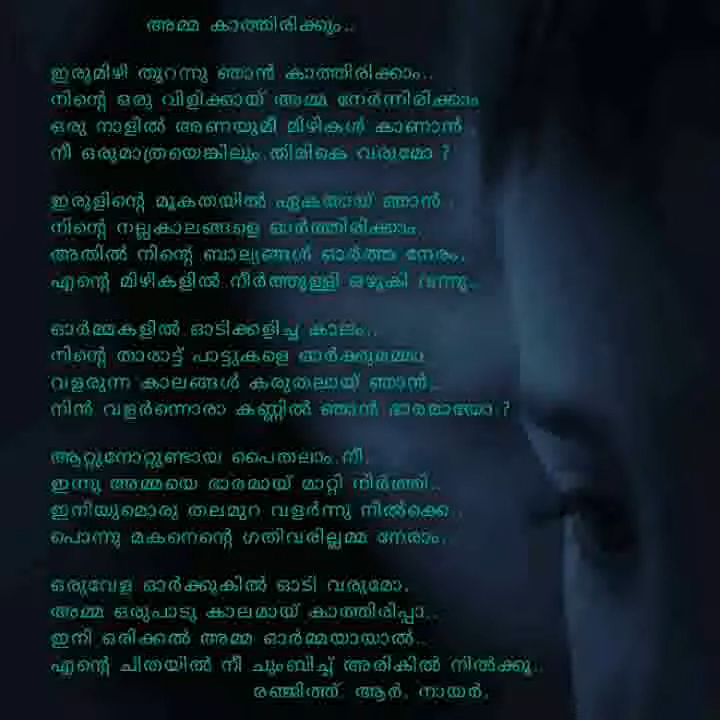 അമ്മ കാത്തിരിക്കും..
ഇരുമിഴി തുറന്നു ഞാൻ കാത്തിരിക്കാം..
നിന്റെ ഒരു വിളിക്കായ് അമ്മ നേർന്നിരിക്കാം
ഒരു നാളിൽ അണയുമീ മിഴികൾ കാണാൻ.
നീ ഒരുമാത്രയെങ്കിലും തിരികെ വരുമോ ?
ഇരുളിന്റെ മൂകതയിൽ ഏകതായ് ഞാൻ..
നിന്റെ നല്ലകാലങ്ങളെ ഓർത്തിരിക്കാം.
അതിൽ നിന്റെ ബാല്യങ്ങൾ ഓർത്ത നേരം.
എന്റെ മിഴികളിൽ നീർത്തുള്ളി ഒഴുകി വന്നു..
ഓർമ്മകളിൽ ഓടിക്കളിച്ച കാലം..
നിന്റെ താരാട്ട് പാട്ടുകളെ
വളരുന്ന കാലങ്ങൾ കരുതലായ് ഞാൻ..
നിൻ വളർന്നൊരാ കണ്ണിൽ ഞാൻ ഭാരമായോ ?
ആറ്റുനോറ്റുണ്ടായ പൈതലാം നീ.
ഇന്നു അമ്മയെ ഭാരമായ് മാറ്റി നിർത്തി..
ഇനിയുമൊരു തലമുറ വളർന്നു നിൽക്കെ..
പൊന്നു മകനെന്റെ ഗതിവരില്ലമ്മ നേരാം..
ഒരുവേള ഓർക്കുകിൽ ഓടി വരുമോ.
അമ്മ ഒരുപാടു കാലമായ് കാത്തിരിപ്പാ..
ഇനി ഒരിക്കൽ അമ്മ ഓർമ്മയായാൽ..
എന്റെ ചിതയിൽ നീ ചുംബിച്ച് അരികിൽ നിൽക്കൂ..
രഞ്ജിത്ത്. ആർ. നായർ.